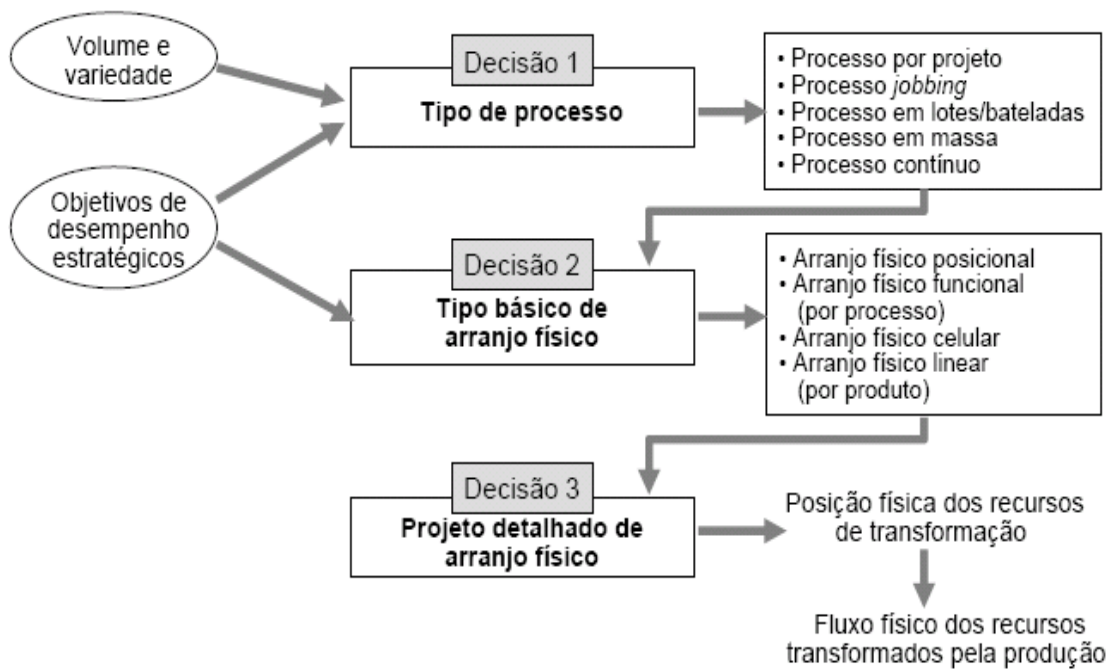 Volume e
variedade
Objetivos de
desempenho
estratégicos
Decisão 1
Tipo de processo
• Processo por projeto
• Processo jobbing
• Processo em lotes/bateladas
• Processo em massa
• Processo contínuo
Decisão 2
Tipo básico de
arranjo físico
• Arranjo físico posicional
• Arranjo físico funcional
(por processo)
• Arranjo físico celular
• Arranjo físico linear
(por produto)
Decisão 3
Projeto detalhado de
arranjo físico
Posição física dos recursos
de transformação
Fluxo físico dos recursos
transformados pela produção